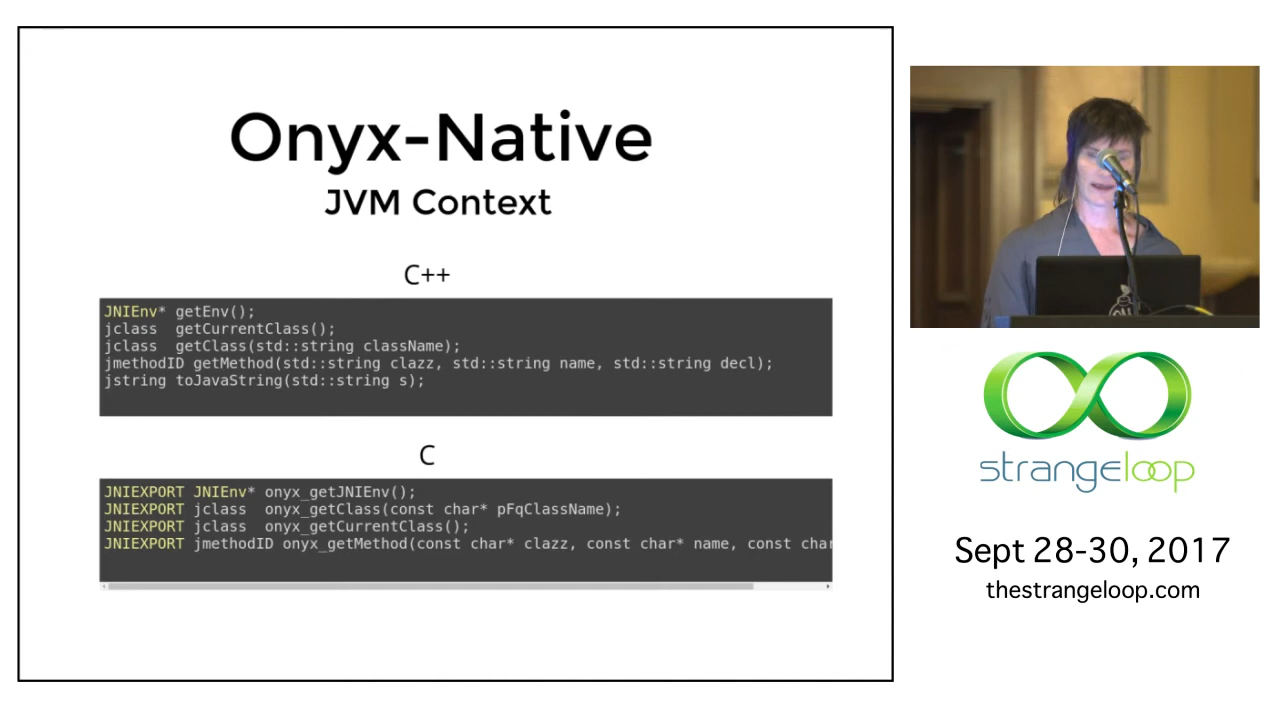 Onyx-Native
JVM Context
C++
JNIEnv* getEnv();
jclass  getCurrentClass();
jclass  getClass(std::string className);
jmethodID getMethod(std::string clazz, std::string name, std::string decl);
jstring toJavaString(std::string s);
C
JNIEXPORT JNIEnv* onyx_getJNIEnv();
JNIEXPORT jclass  onyx_getClass(const char* pFqClassName);
JNIEXPORT jclass  onyx_getCurrentClass();
JNIEXPORT jmethodID onyx_getMethod(const char* clazz, const char* name, const char
strangeloop
Sept 28-30, 2017
thestrangeloop.com